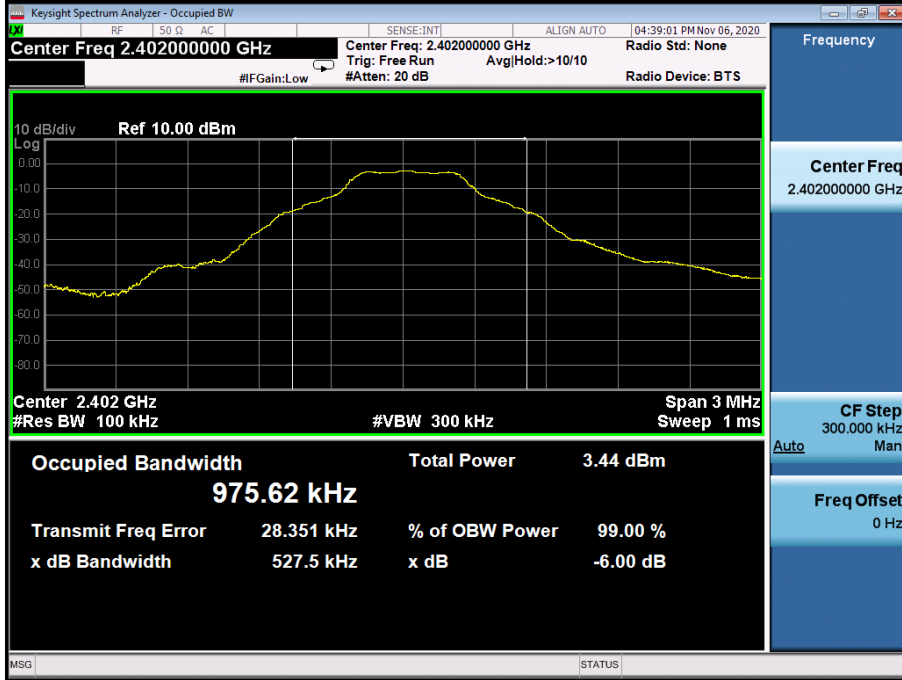 Keysight Spectrum Analyzer - Occupied BW
LXI RF 50 Ω AC SENSE:INT ALIGN AUTO 04:39:01 PM Nov 06, 2020
Center Freq 2.402000000 GHz
Center Freq: 2.402000000 GHz Radio Std: None
Trig: Free Run Avg|Hold:>10/10
#IFGain:Low #Atten: 20 dB Radio Device: BTS
Frequency
10 dB/div Ref 10.00 dBm
Log
0.00
-10.0
-20.0
-30.0
-40.0
-50.0
-60.0
-70.0
-80.0
Center 2.402 GHz Span 3 MHz
#Res BW 100 kHz #VBW 300 kHz Sweep 1 ms
Center Freq
2.402000000 GHz
CF Step
300.000 kHz
Auto Man
Freq Offset
0 Hz
Occupied Bandwidth Total Power 3.44 dBm
975.62 kHz
Transmit Freq Error 28.351 kHz % of OBW Power 99.00 %
x dB Bandwidth 527.5 kHz x dB -6.00 dB
MSG STATUS